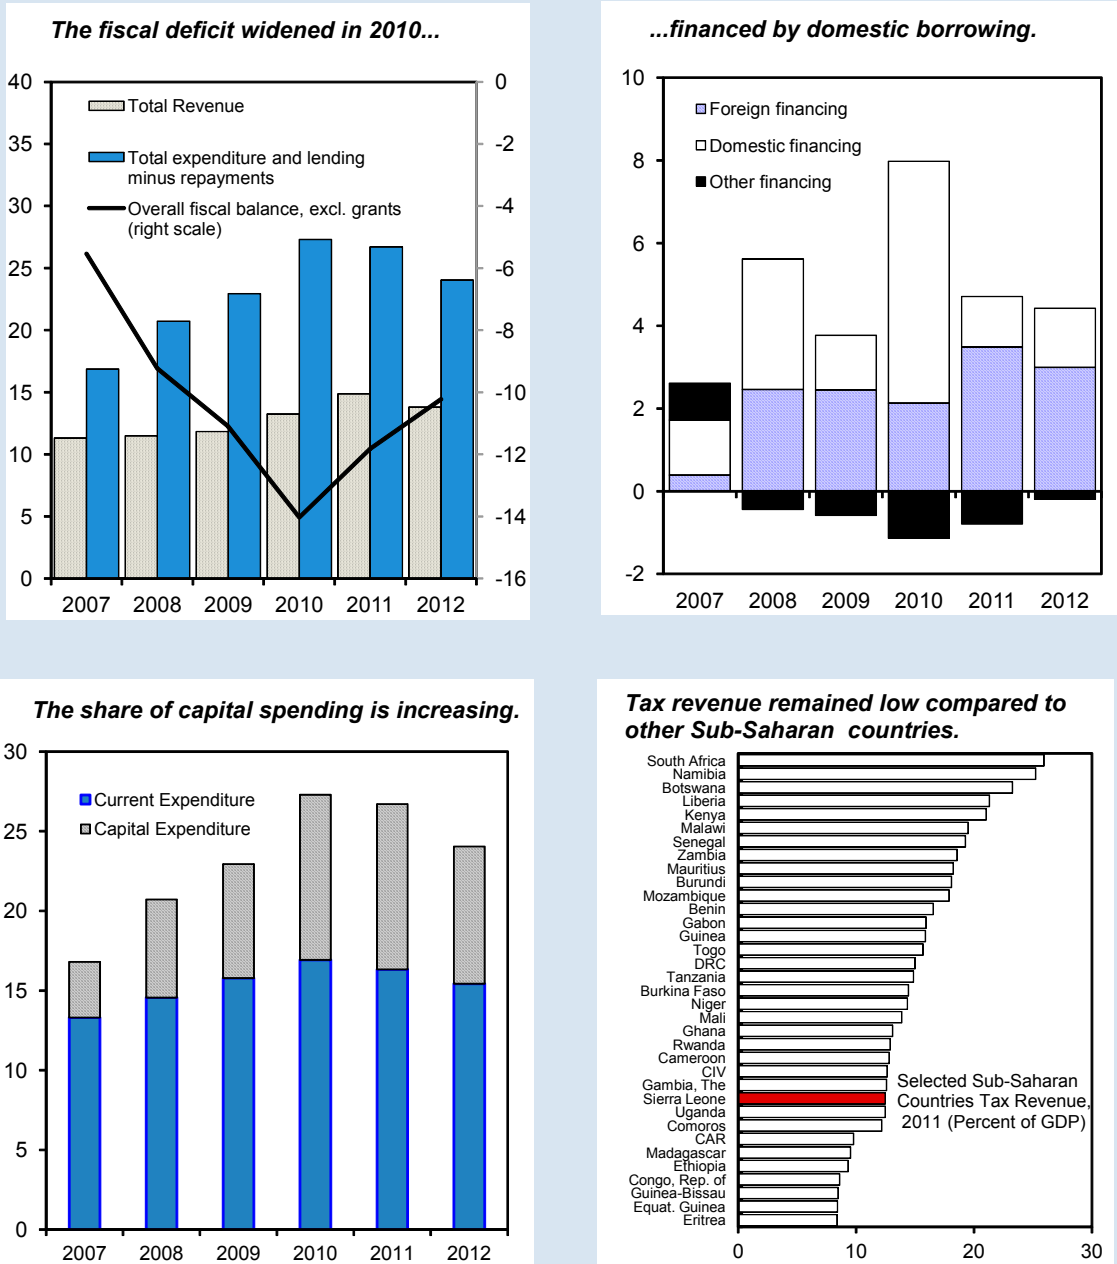 The fiscal deficit widened in 2010...
40
35
30
25
20
15
10
5
0
0
-2
-4
-6
-8
-10
-12
-14
-16
Total Revenue
Total expenditure and lending
minus repayments
Overall fiscal balance, excl. grants
(right scale)
2007 2008 2009 2010 2011 2012
...financed by domestic borrowing.
10
8
6
4
2
0
-2
Foreign financing
Domestic financing
Other financing
2007 2008 2009 2010 2011 2012
The share of capital spending is increasing.
30
25
20
15
10
5
0
Current Expenditure
Capital Expenditure
2007 2008 2009 2010 2011 2012
Tax revenue remained low compared to
other Sub-Saharan countries.
South Africa
Namibia
Botswana
Liberia
Kenya
Malawi
Senegal
Zambia
Mauritius
Burundi
Mozambique
Benin
Gabon
Guinea
Togo
DRC
Tanzania
Burkina Faso
Niger
Mali
Ghana
Rwanda
Cameroon
CIV
Gambia, The
Sierra Leone
Uganda
Comoros
CAR
Madagascar
Ethiopia
Congo, Rep. of
Guinea-Bissau
Equat. Guinea
Eritrea
Selected Sub-Saharan
Countries Tax Revenue,
2011 (Percent of GDP)
0 10 20 30